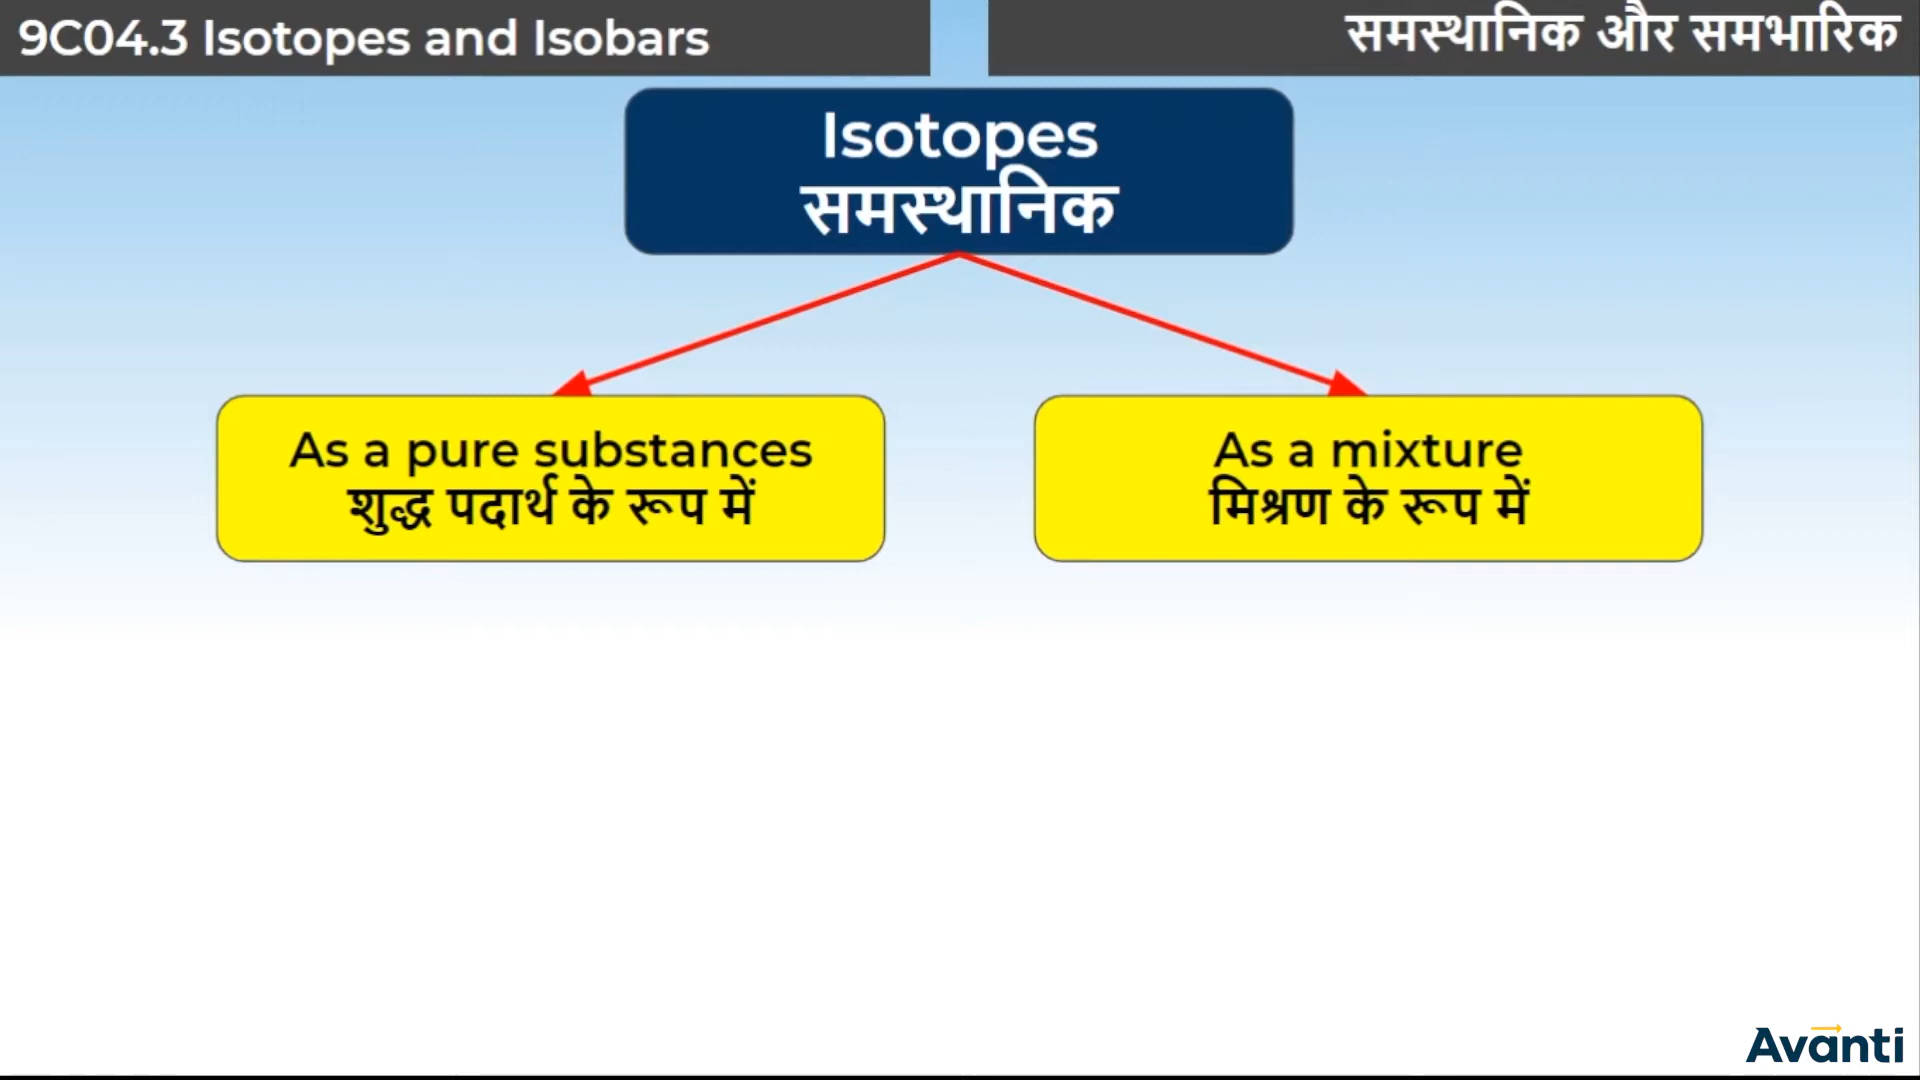 9C04.3 Isotopes and Isobars
समस्थानिक और समभारिक
Isotopes
समस्थानिक
As a pure substances
शुद्ध पदार्थ के रूप में
As a mixture
मिश्रण के रूप में
Avanti